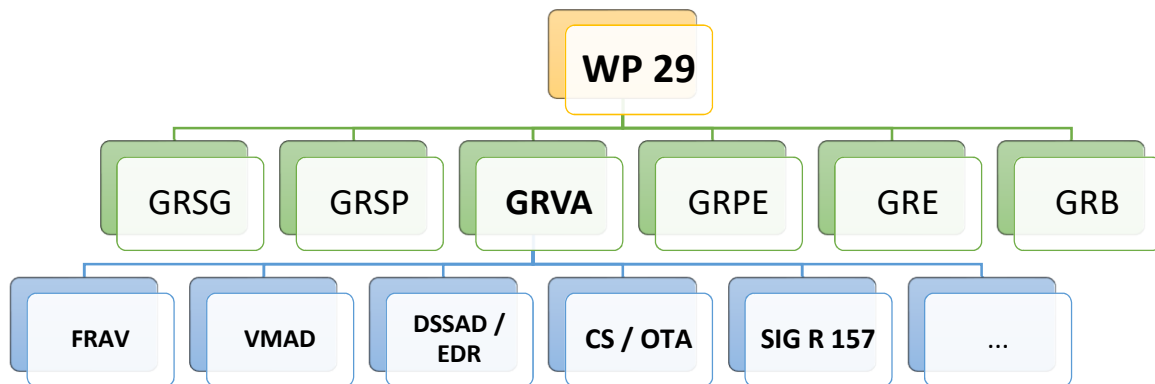 WP 29
GRSG
GRSP
GRVA
GRPE
GRE
GRB
FRAV
VMAD
DSSAD /
EDR
CS / OTA
SIG R 157
...